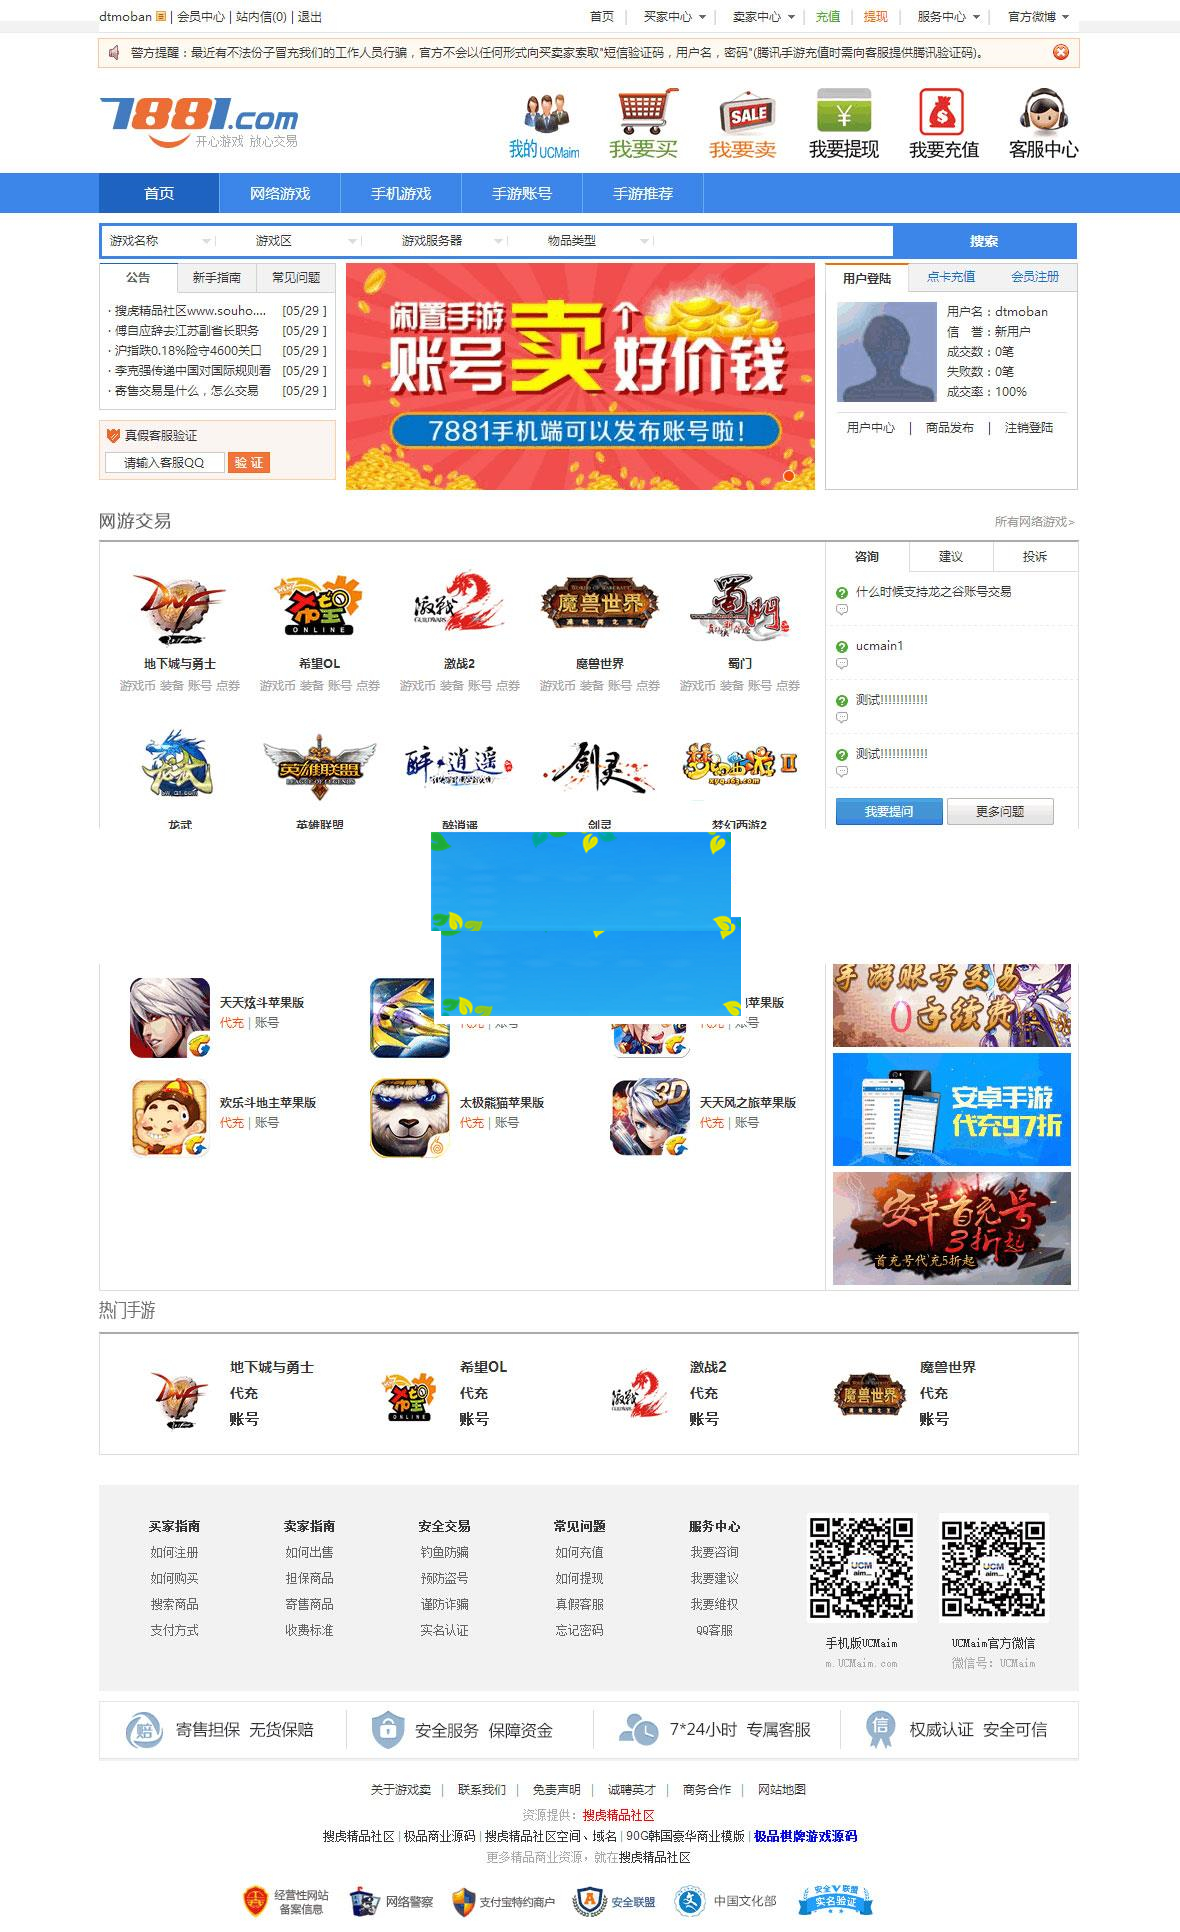 dtmoban | 会员中心 | 站内信(0) | 退出
首页 | 买家中心 | 卖家中心 | 充值 | 提现 | 服务中心 | 官方微博
警方提醒：最近有不法份子冒充我们的工作人员行骗，官方不会以任何形式向买卖家索取"短信验证码，用户名，密码"(腾讯手游充值时需向客服提供腾讯验证码)。
7881.com
开心游戏 放心交易
SALE
我的UCMaim 我要买 我要卖 我要提现 我要充值 客服中心
首页 网络游戏 手机游戏 手游账号 手游推荐
游戏名称 游戏区 游戏服务器 物品类型 搜索
公告 新手指南 常见问题
· 搜虎精品社区www.souho.... [05/29 ]
· 傅自应辞去江苏副省长职务 [05/29 ]
· 沪指跌0.18%险守4600关口 [05/29 ]
· 李克强传递中国对国际规则看 [05/29 ]
· 寄售交易是什么，怎么交易 [05/29 ]
真假客服验证
请输入客服QQ 验 证
闲置手游卖个
账号 好价钱
7881手机端可以发布账号啦！
用户登陆 点卡充值 会员注册
用户名：dtmoban
信 誉：新用户
成交数：0笔
失败数：0笔
成交率：100%
用户中心 | 商品发布 | 注销登陆
网游交易
所有网络游戏>
DNF 希望 ONLINE 激战2 GUILDWARS WORLD OF WARCRAFT 魔兽世界 蜀门
地下城与勇士 希望OL 激战2 魔兽世界 蜀门
游戏币 装备 账号 点券 游戏币 装备 账号 点券 游戏币 装备 账号 点券 游戏币 装备 账号 点券 游戏币 装备 账号 点券
龙武 英雄联盟 LEAGUE OF LEGENDS 醉·逍遥 剑灵 梦幻西游II xyq.163.com
龙武 英雄联盟 醉逍遥 剑灵 梦幻西游2
咨询 建议 投诉
什么时候支持龙之谷账号交易
ucmain1
测试!!!!!!!!!!!!
测试!!!!!!!!!!!!
我要提问 更多问题
天天炫斗苹果版
代充 | 账号
代充 | 账号
苹果版
代充 | 账号
欢乐斗地主苹果版
代充 | 账号
太极熊猫苹果版
代充 | 账号
3D
天天风之旅苹果版
代充 | 账号
手游账号交易
0手续费
安卓手游
代充97折
安卓首充号
3折起
首充号代充5折起
热门手游
地下城与勇士
代充
账号
希望OL
代充
账号
激战2
代充
账号
魔兽世界
代充
账号
买家指南 卖家指南 安全交易 常见问题 服务中心
如何注册 如何出售 钓鱼防骗 如何充值 我要咨询
如何购买 担保商品 预防盗号 如何提现 我要建议
搜索商品 寄售商品 谨防诈骗 真假客服 我要维权
支付方式 收费标准 实名认证 忘记密码 QQ客服
手机版UCMaim UCMaim官方微信
m.UCMaim.com 微信号: UCMaim
赔 寄售担保 无货保赔 安全服务 保障资金 7*24小时 专属客服 信 权威认证 安全可信
关于游戏卖 | 联系我们 | 免责声明 | 诚聘英才 | 商务合作 | 网站地图
资源提供：搜虎精品社区
搜虎精品社区 | 极品商业源码 | 搜虎精品社区空间、域名 | 90G韩国豪华商业模版 | 极品棋牌游戏源码
更多精品商业资源，就在搜虎精品社区
经营性网站
备案信息
网络警察
支付宝特约商户
安全联盟
中国文化部
安全V联盟
实名验证